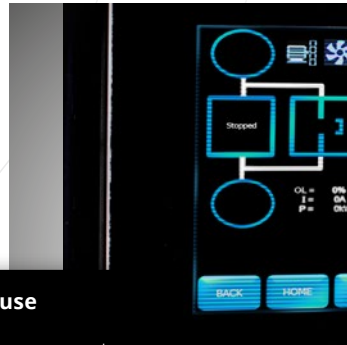 Stopped
OL = 0%
I = 0A
P =
BACK
HOME
use